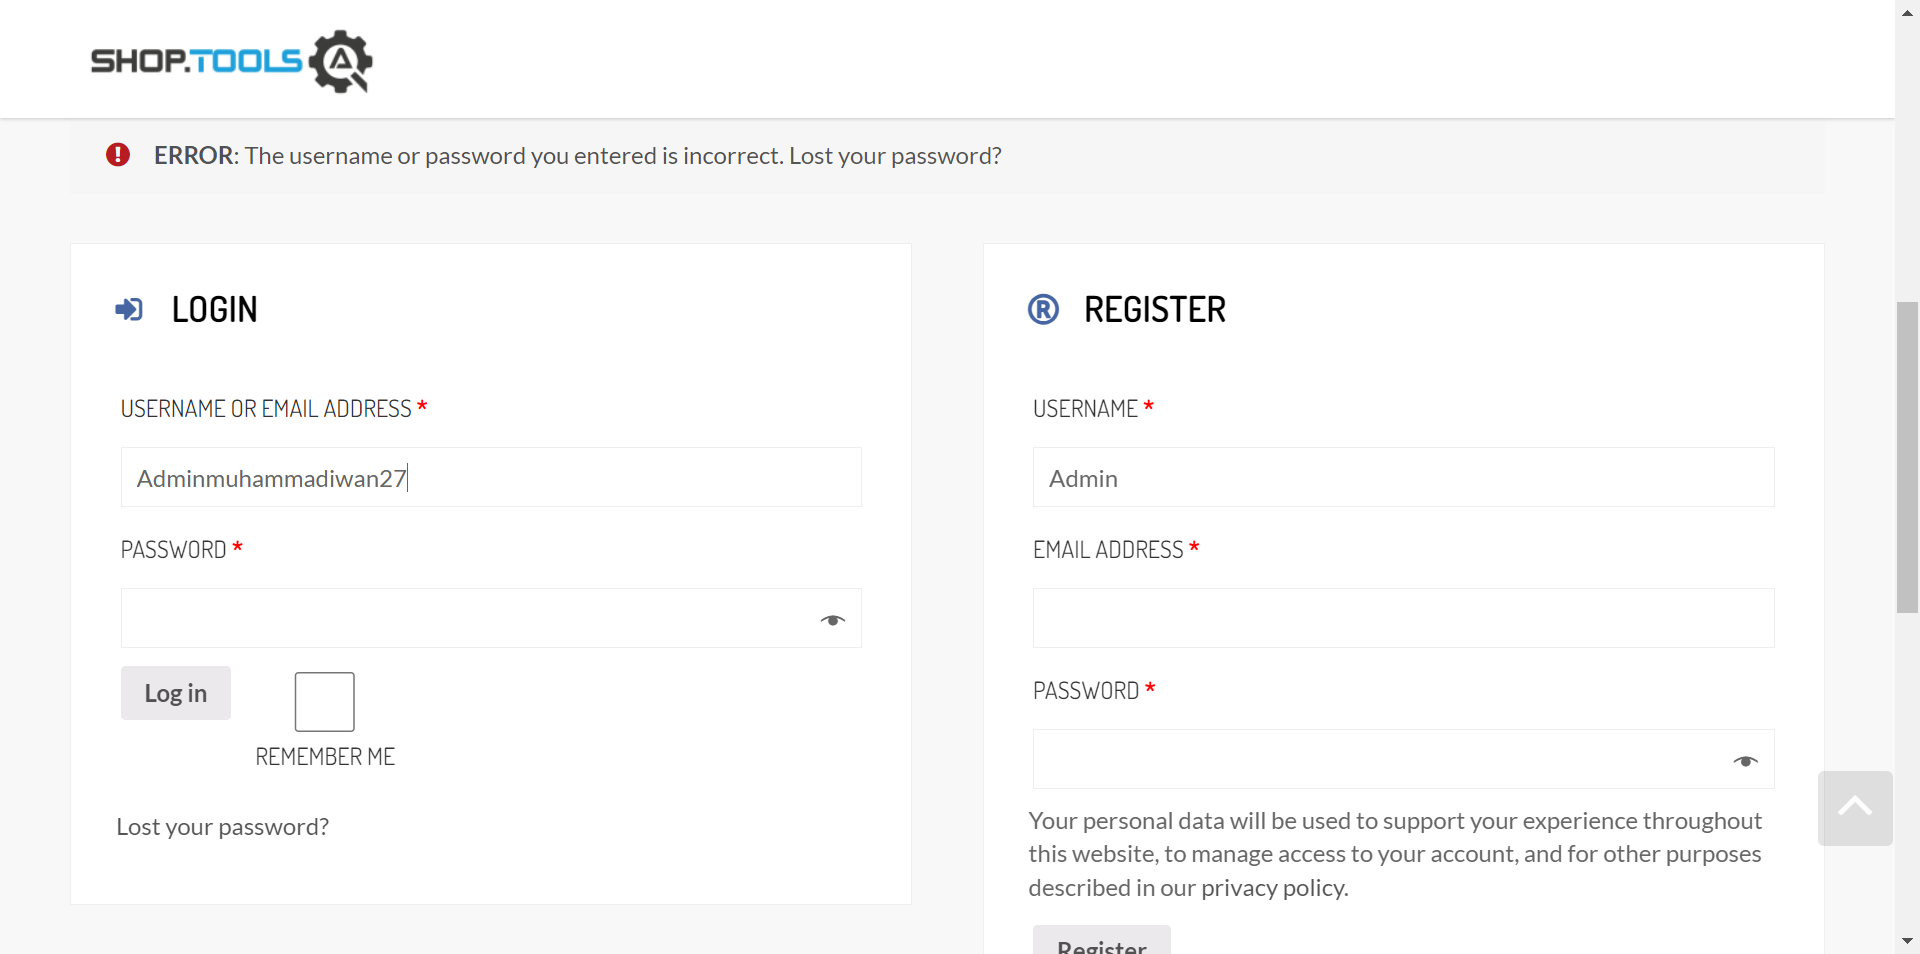 SHOP.TOOLS
ERROR: The username or password you entered is incorrect. Lost your password?
LOGIN
USERNAME OR EMAIL ADDRESS *
Adminmuhammadiwan27
PASSWORD *
Log in
REMEMBER ME
Lost your password?
REGISTER
USERNAME *
Admin
EMAIL ADDRESS *
PASSWORD *
Your personal data will be used to support your experience throughout
this website, to manage access to your account, and for other purposes
described in our privacy policy.
Register